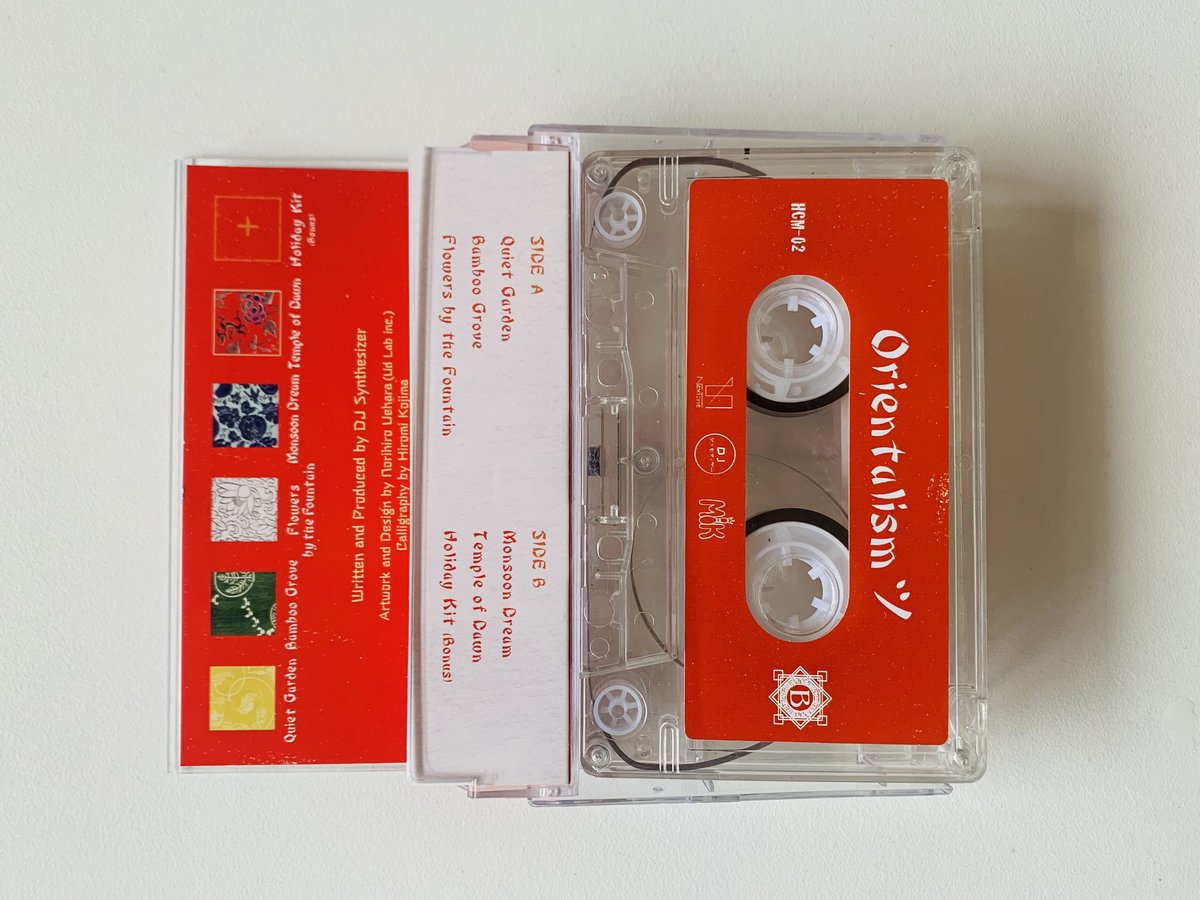 Quiet Garden
Bamboo Grove
Flowers
by the Fountain
Monsoon Dream
Temple of Dawn
Holiday Kit
(Bonus)
Written and Produced by DJ Synthesizer
Artwork and Design by Norihiro Uehara (Ud Lab inc.)
Calligraphy by Hiromi Kojima
SIDE A
Quiet Garden
Bamboo Grove
Flowers by the Fountain
SIDE B
Monsoon Dream
Temple of Dawn
Holiday Kit (Bonus)
Orientalism ツ
HCM-02
B
DJ